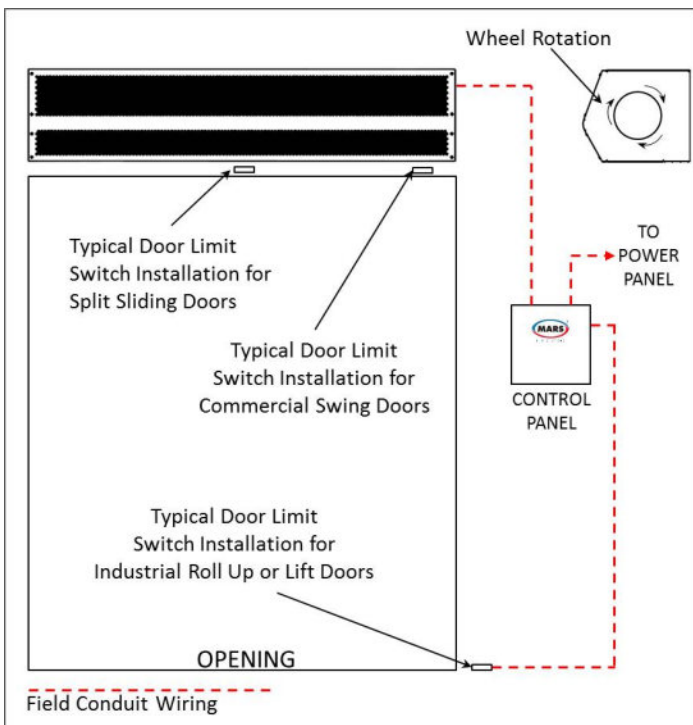 Wheel Rotation
Typical Door Limit
Switch Installation for
Split Sliding Doors
TO
POWER
PANEL
MARS
Typical Door Limit
Switch Installation for
Commercial Swing Doors
CONTROL
PANEL
Typical Door Limit
Switch Installation for
Industrial Roll Up or Lift Doors
OPENING
Field Conduit Wiring